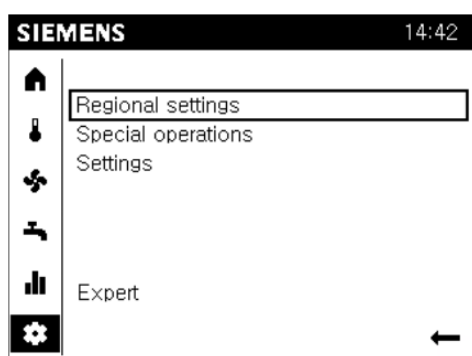 SIEMENS 14:42
Regional settings
Special operations
Settings
Expert